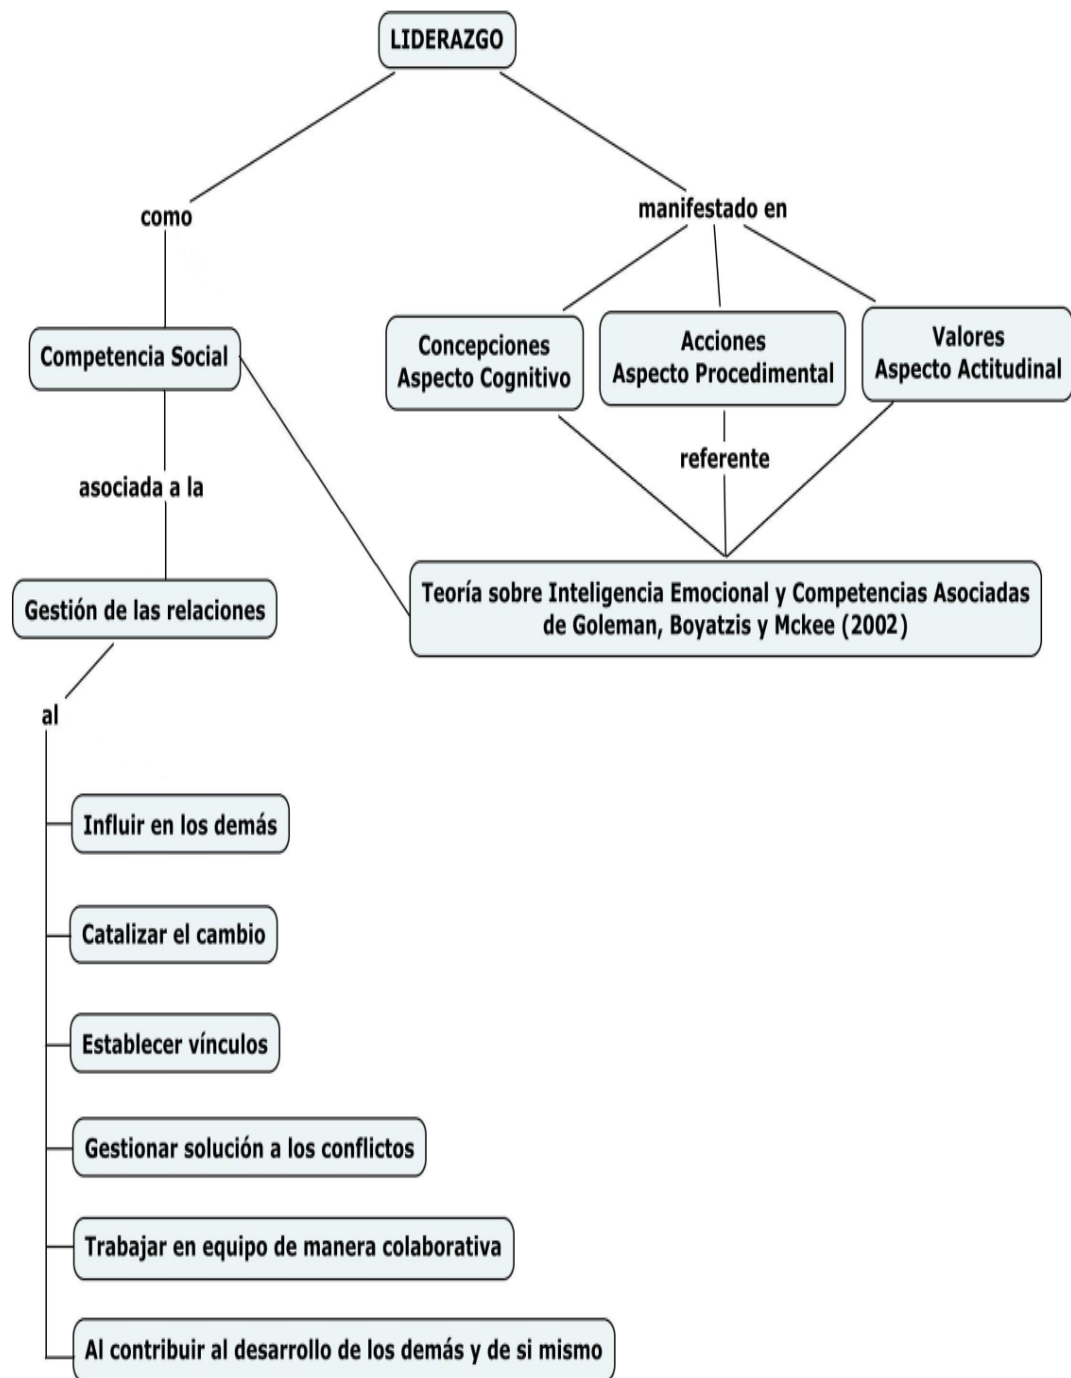 LIDERAZGO
como
manifestado en
Competencia Social
Concepciones
Aspecto Cognitivo
Acciones
Aspecto Procedimental
Valores
Aspecto Actitudinal
referente
asociada a la
Gestión de las relaciones
Teoría sobre Inteligencia Emocional y Competencias Asociadas
de Goleman, Boyatzis y Mckee (2002)
al
Influir en los demás
Catalizar el cambio
Establecer vínculos
Gestionar solución a los conflictos
Trabajar en equipo de manera colaborativa
Al contribuir al desarrollo de los demás y de si mismo